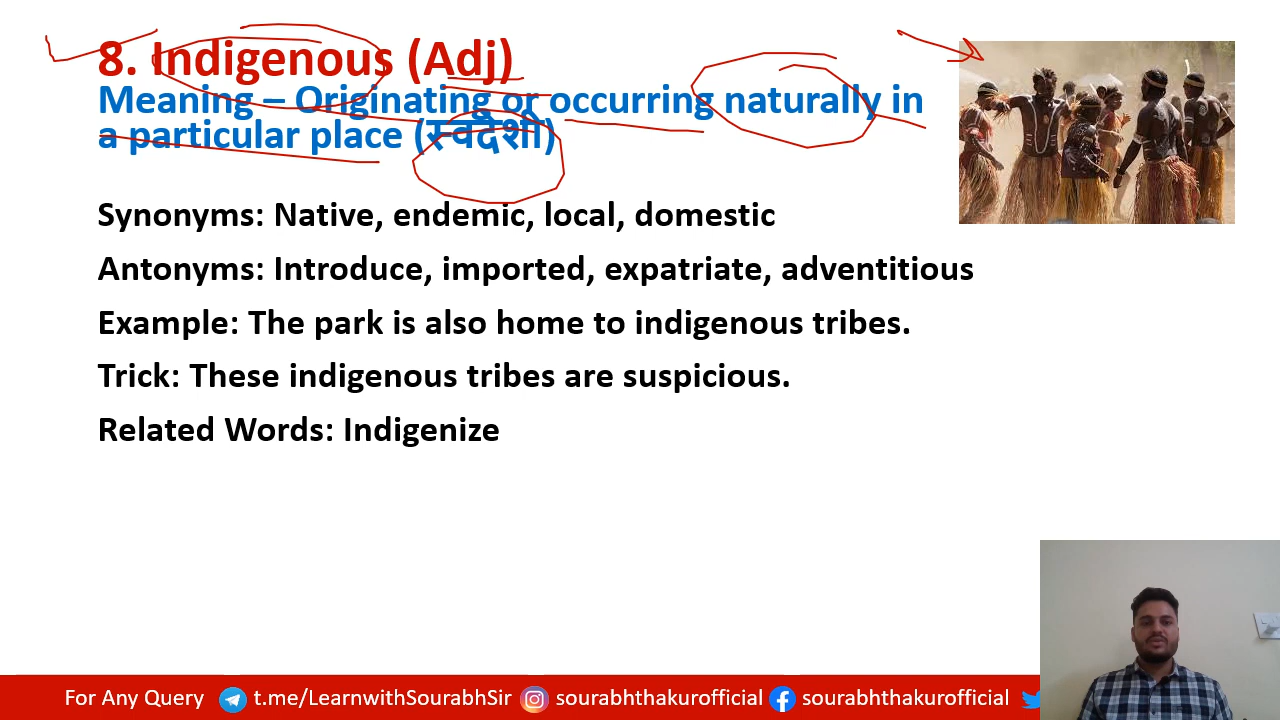 8. Indigenous (Adj)
Meaning – Originating or occurring naturally in
a particular place (स्वदेशी)
Synonyms: Native, endemic, local, domestic
Antonyms: Introduce, imported, expatriate, adventitious
Example: The park is also home to indigenous tribes.
Trick: These indigenous tribes are suspicious.
Related Words: Indigenize
For Any Query t.me/LearnwithSourabhSir sourabhthakurofficial sourabhthakurofficial